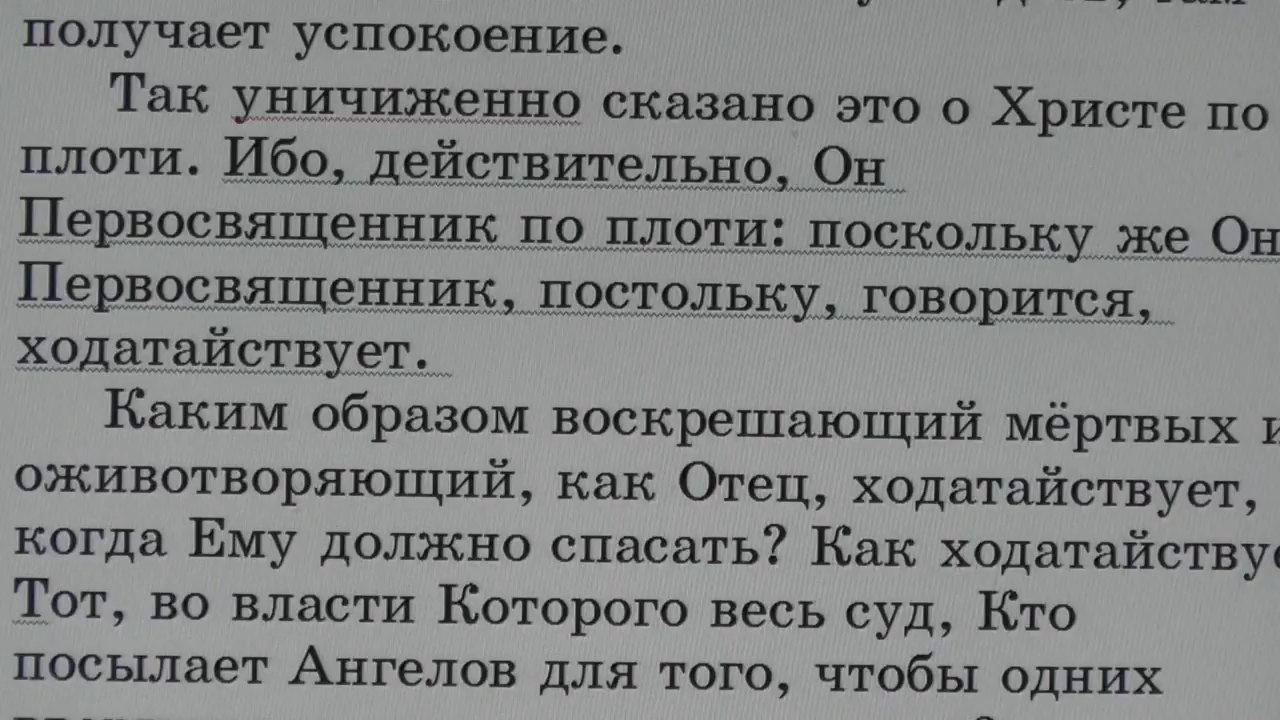 получает успокоение.
Так уничиженно сказано это о Христе по
плоти. Ибо, действительно, Он
Первосвященник по плоти: поскольку же Он
Первосвященник, постольку, говорится,
ходатайствует.
Каким образом воскрешающий мёртвых и
оживотворяющий, как Отец, ходатайствует,
когда Ему должно спасать? Как ходатайствуе
Тот, во власти Которого весь суд, Кто
посылает Ангелов для того, чтобы одних